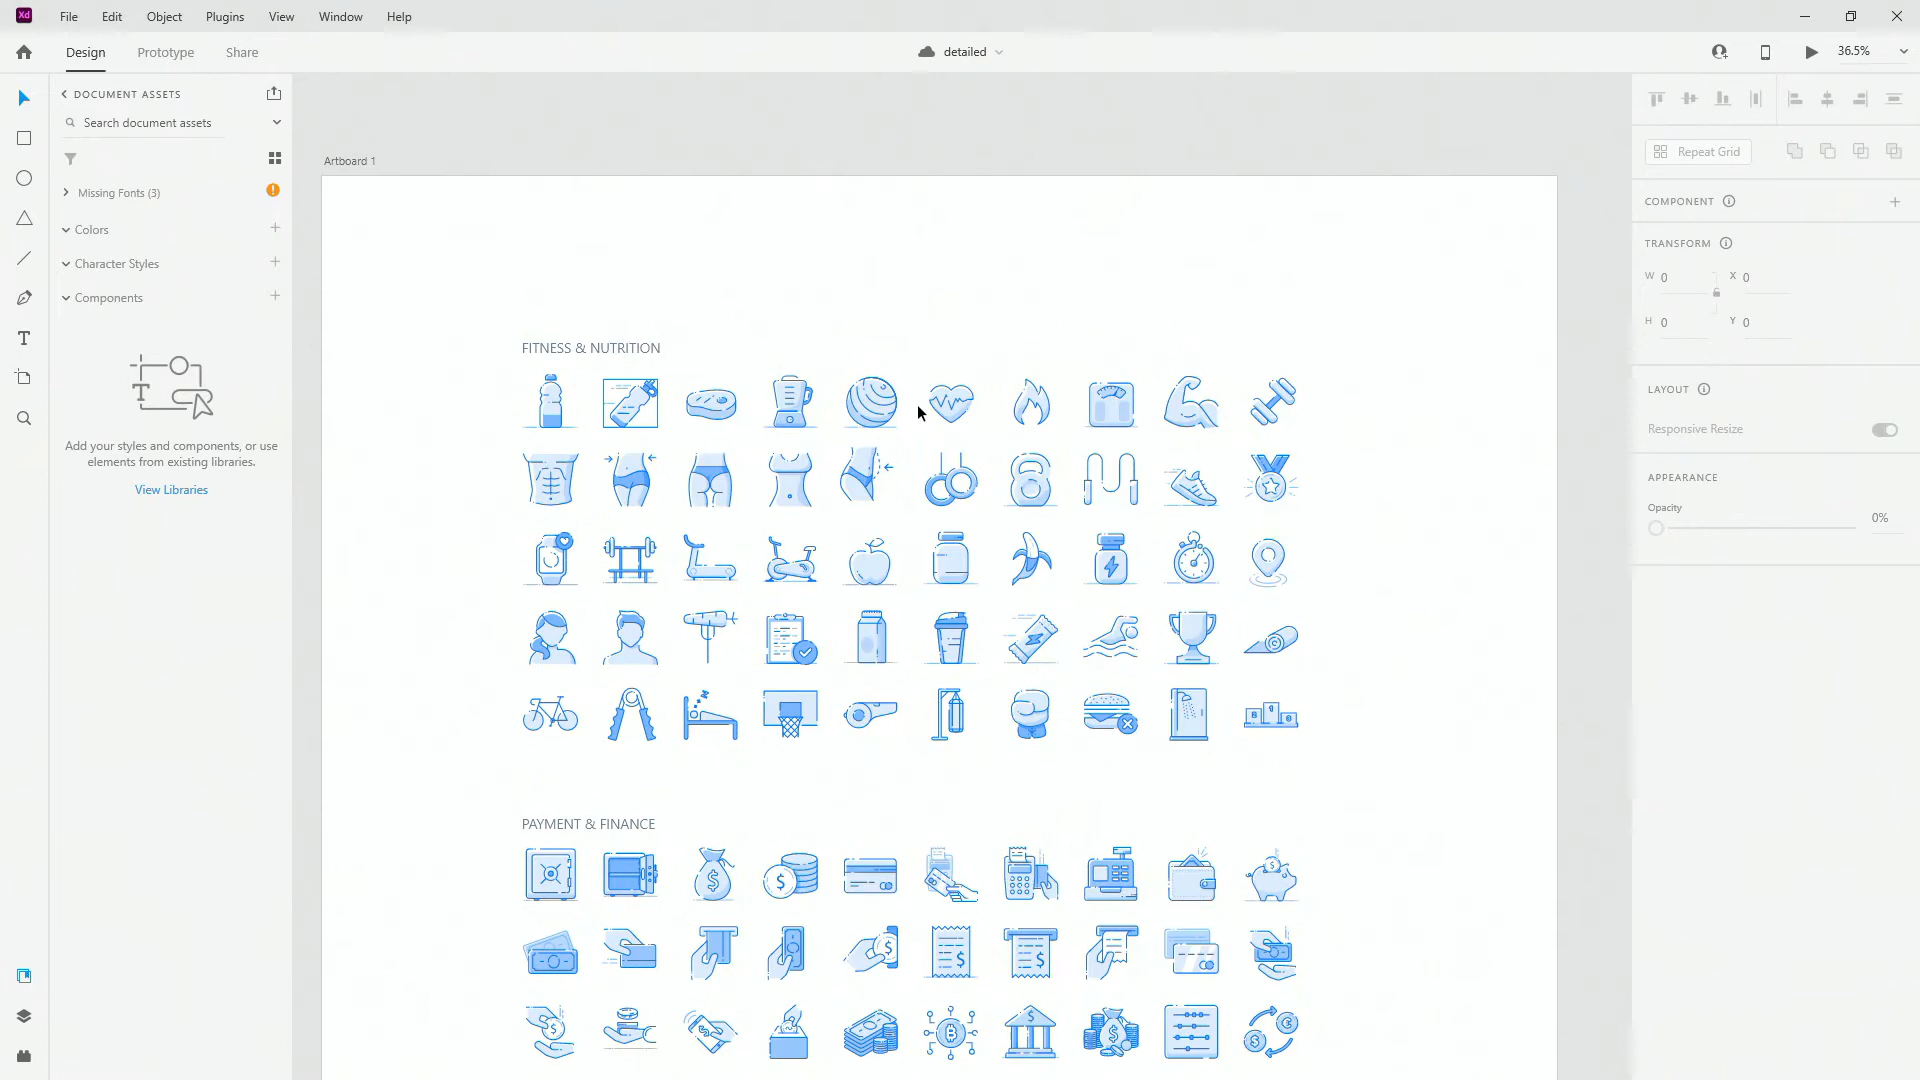 Xd File Edit Object Plugins View Window Help
Design Prototype Share detailed 36.5%
DOCUMENT ASSETS
Search document assets
Missing Fonts (3)
Colors
Character Styles
Components
Add your styles and components, or use
elements from existing libraries.
View Libraries
Artboard 1
FITNESS & NUTRITION
PAYMENT & FINANCE
Repeat Grid
COMPONENT
TRANSFORM
W 0 X 0
H 0 Y 0
LAYOUT
Responsive Resize
APPEARANCE
Opacity
0%